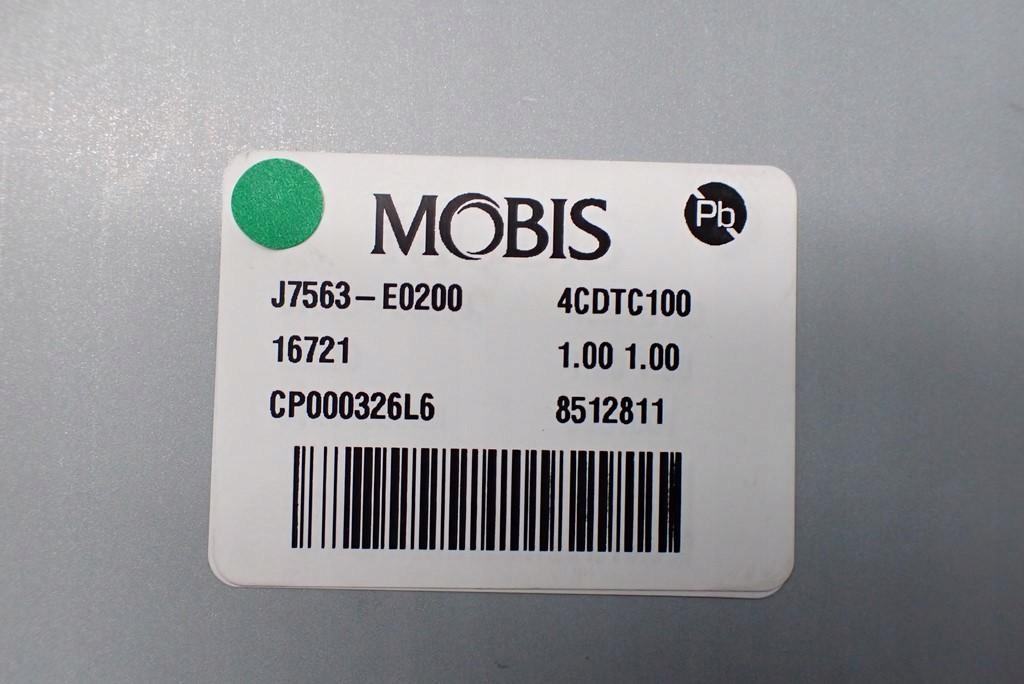 MOBIS Pb
J7563-E0200 4CDTC100
16721 1.00 1.00
CP000326L6 8512811